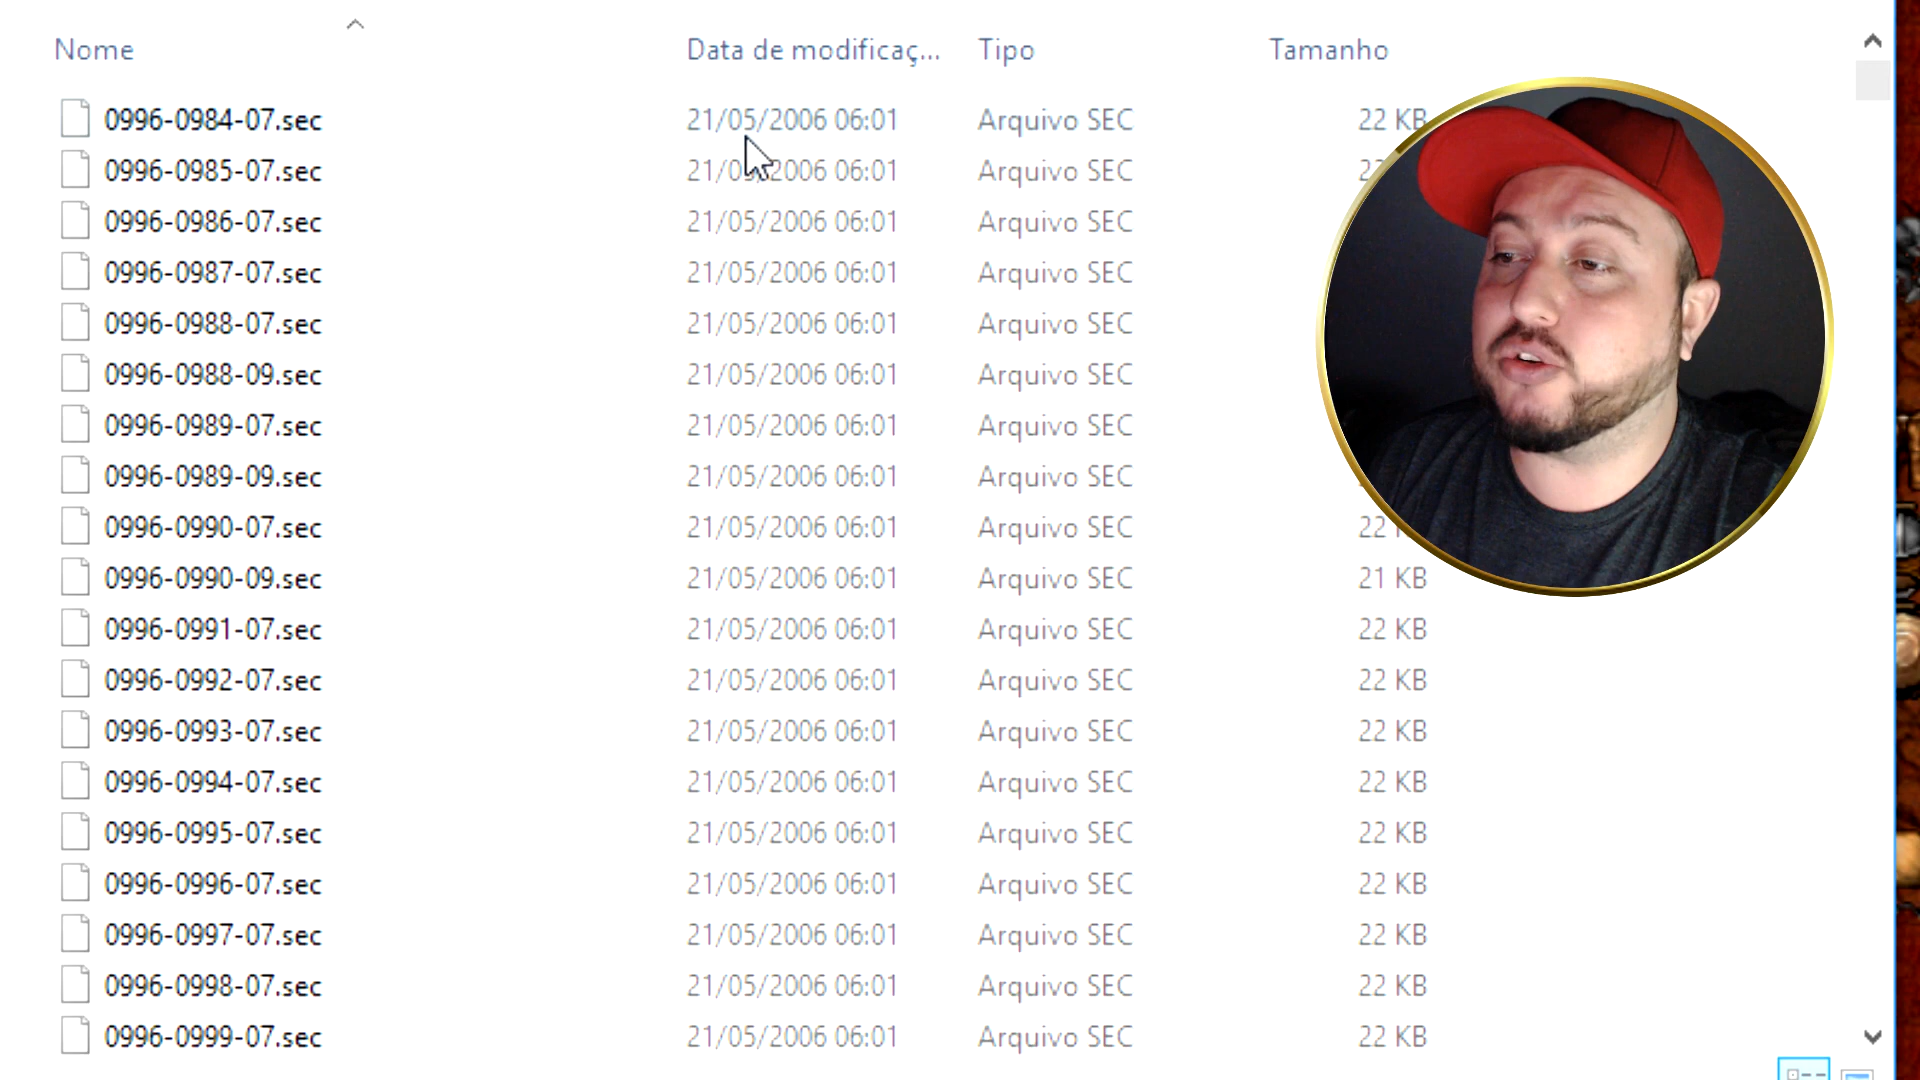 Nome Data de modificaç... Tipo Tamanho
0996-0984-07.sec 21/05/2006 06:01 Arquivo SEC 22 KB
0996-0985-07.sec 21/05/2006 06:01 Arquivo SEC
0996-0986-07.sec 21/05/2006 06:01 Arquivo SEC
0996-0987-07.sec 21/05/2006 06:01 Arquivo SEC
0996-0988-07.sec 21/05/2006 06:01 Arquivo SEC
0996-0988-09.sec 21/05/2006 06:01 Arquivo SEC
0996-0989-07.sec 21/05/2006 06:01 Arquivo SEC
0996-0989-09.sec 21/05/2006 06:01 Arquivo SEC
0996-0990-07.sec 21/05/2006 06:01 Arquivo SEC 22
0996-0990-09.sec 21/05/2006 06:01 Arquivo SEC 21 KB
0996-0991-07.sec 21/05/2006 06:01 Arquivo SEC 22 KB
0996-0992-07.sec 21/05/2006 06:01 Arquivo SEC 22 KB
0996-0993-07.sec 21/05/2006 06:01 Arquivo SEC 22 KB
0996-0994-07.sec 21/05/2006 06:01 Arquivo SEC 22 KB
0996-0995-07.sec 21/05/2006 06:01 Arquivo SEC 22 KB
0996-0996-07.sec 21/05/2006 06:01 Arquivo SEC 22 KB
0996-0997-07.sec 21/05/2006 06:01 Arquivo SEC 22 KB
0996-0998-07.sec 21/05/2006 06:01 Arquivo SEC 22 KB
0996-0999-07.sec 21/05/2006 06:01 Arquivo SEC 22 KB